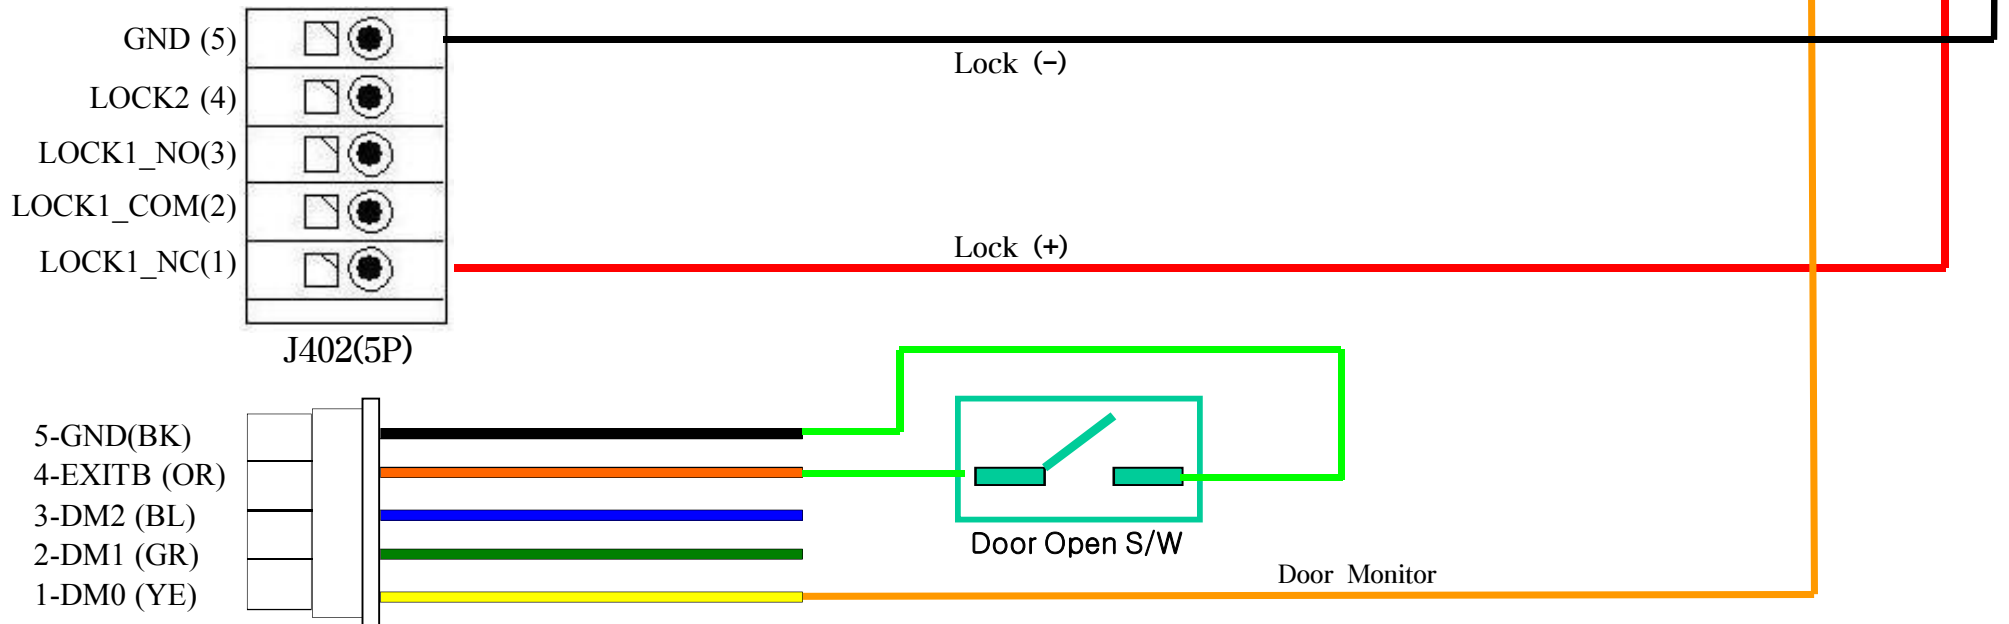 GND (5)
Lock (−)
LOCK2 (4)
LOCK1_NO(3)
LOCK1_COM(2)
Lock (+)
LOCK1_NC(1)
J402(5P)
5-GND(BK)
4-EXITB (OR)
3-DM2 (BL)
Door Open S/W
2-DM1 (GR)
Door Monitor
1-DM0 (YE)